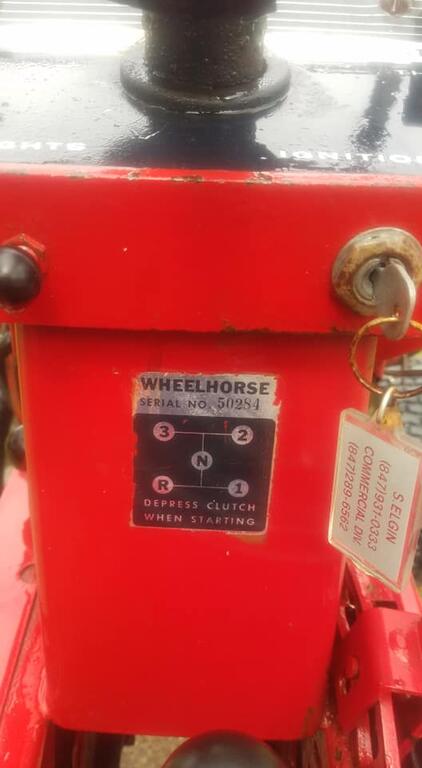 GHTS
IGNITION
WHEELHORSE
SERIAL NO. 50284
3 2
N
R 1
DEPRESS CLUTCH
WHEN STARTING
S. ELGIN
(847)931-0333
COMMERCIAL DIV.
(847)289-6562